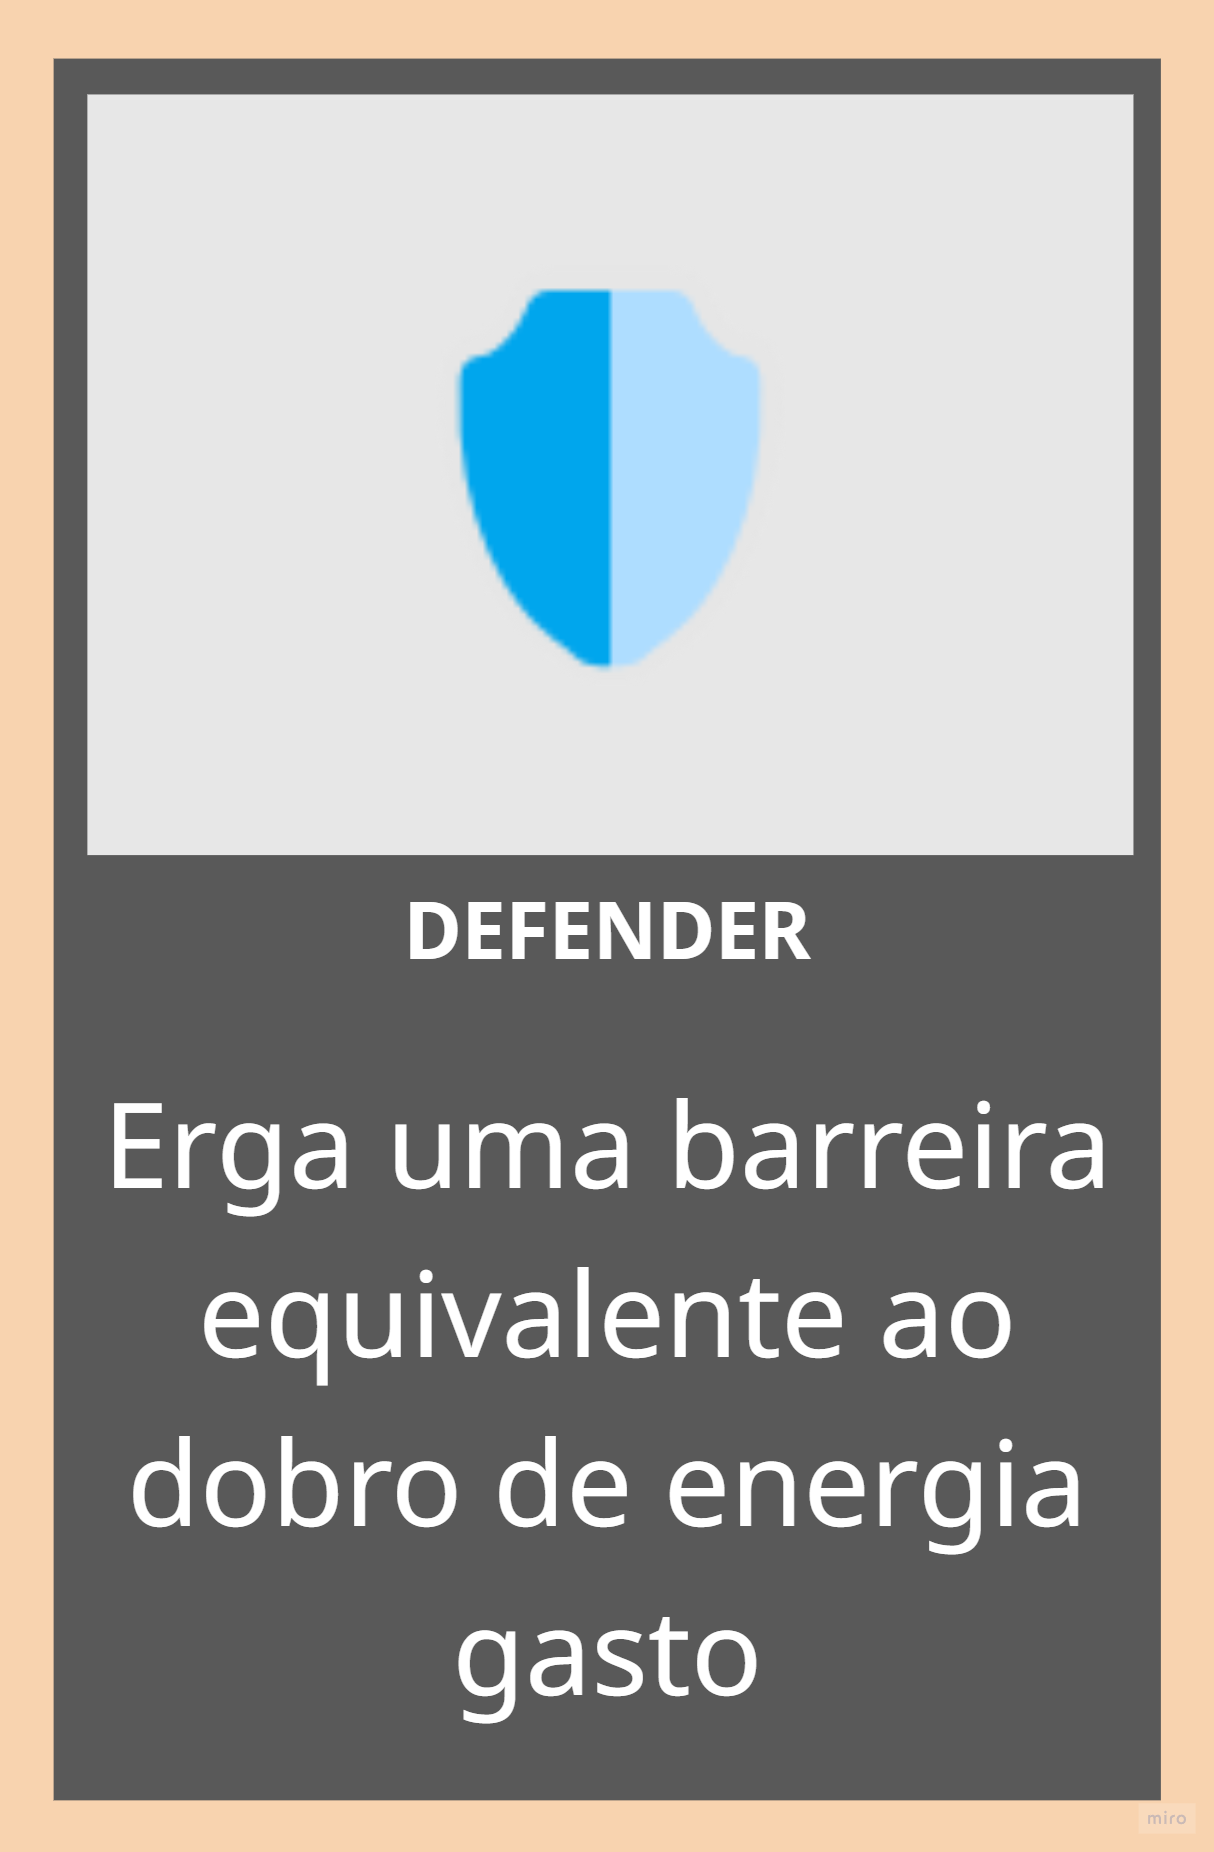 DEFENDER
Erga uma barreira
equivalente ao
dobro de energia
gasto
miro